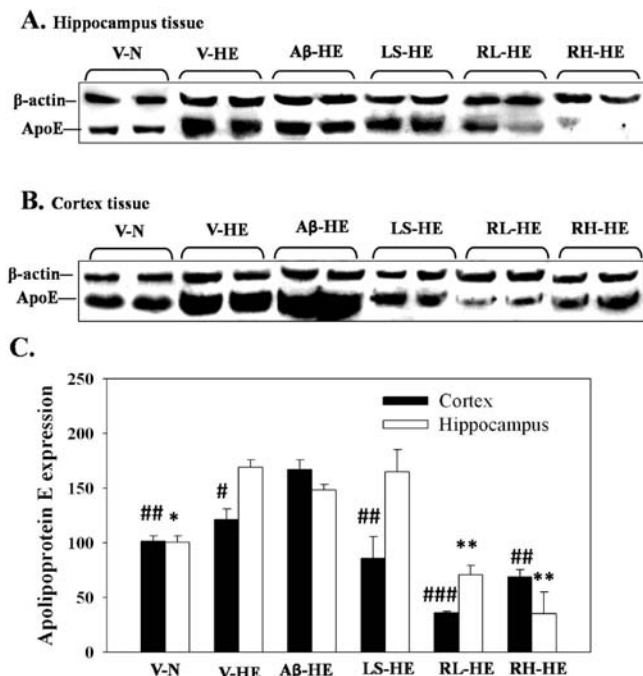 A. Hippocampus tissue
V-N V-HE Aβ-HE LS-HE RL-HE RH-HE
β-actin
ApoE
B. Cortex tissue
V-N V-HE Aβ-HE LS-HE RL-HE RH-HE
β-actin
ApoE
C.
Apolipoprotein E expression
250
200
150
100
50
0
Cortex
Hippocampus
## * # ## ### ** ## **
V-N V-HE Aβ-HE LS-HE RL-HE RH-HE